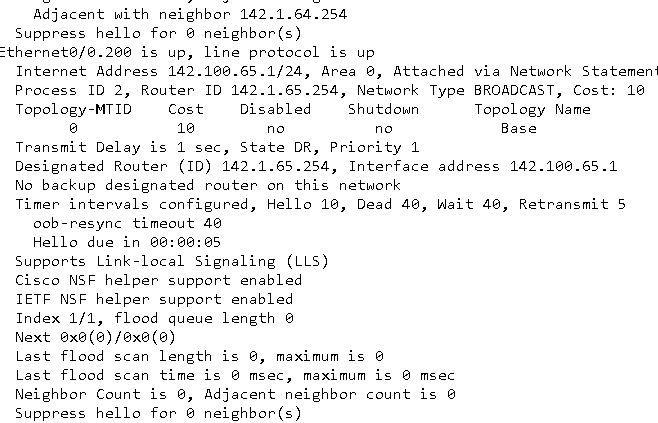 Adjacent with neighbor 142.1.64.254
Suppress hello for 0 neighbor(s)
Ethernet0/0.200 is up, line protocol is up
Internet Address 142.100.65.1/24, Area 0, Attached via Network Statement
Process ID 2, Router ID 142.1.65.254, Network Type BROADCAST, Cost: 10
Topology-MTID Cost Disabled Shutdown Topology Name
0 10 no no Base
Transmit Delay is 1 sec, State DR, Priority 1
Designated Router (ID) 142.1.65.254, Interface address 142.100.65.1
No backup designated router on this network
Timer intervals configured, Hello 10, Dead 40, Wait 40, Retransmit 5
oob-resync timeout 40
Hello due in 00:00:05
Supports Link-local Signaling (LLS)
Cisco NSF helper support enabled
IETF NSF helper support enabled
Index 1/1, flood queue length 0
Next 0x0(0)/0x0(0)
Last flood scan length is 0, maximum is 0
Last flood scan time is 0 msec, maximum is 0 msec
Neighbor Count is 0, Adjacent neighbor count is 0
Suppress hello for 0 neighbor(s)